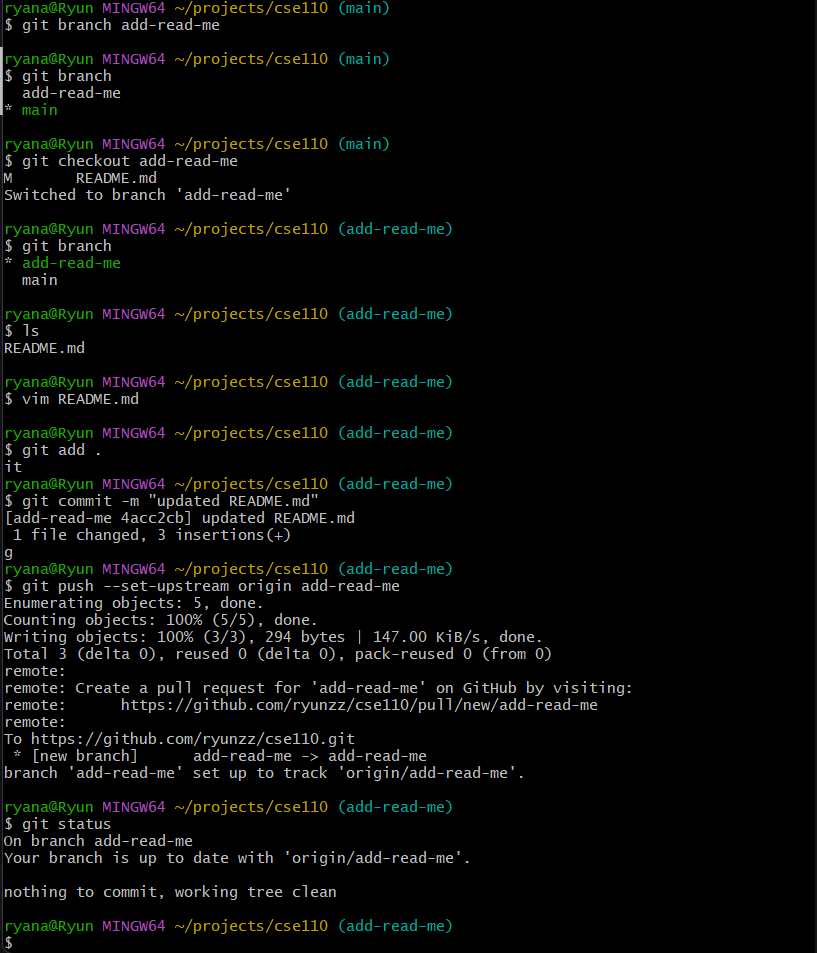 ryana@Ryun MINGW64 ~/projects/cse110 (main)
$ git branch add-read-me

ryana@Ryun MINGW64 ~/projects/cse110 (main)
$ git branch
  add-read-me
* main

ryana@Ryun MINGW64 ~/projects/cse110 (main)
$ git checkout add-read-me
M       README.md
Switched to branch 'add-read-me'

ryana@Ryun MINGW64 ~/projects/cse110 (add-read-me)
$ git branch
* add-read-me
  main

ryana@Ryun MINGW64 ~/projects/cse110 (add-read-me)
$ ls
README.md

ryana@Ryun MINGW64 ~/projects/cse110 (add-read-me)
$ vim README.md

ryana@Ryun MINGW64 ~/projects/cse110 (add-read-me)
$ git add .
it
ryana@Ryun MINGW64 ~/projects/cse110 (add-read-me)
$ git commit -m "updated README.md"
[add-read-me 4acc2cb] updated README.md
 1 file changed, 3 insertions(+)
g
ryana@Ryun MINGW64 ~/projects/cse110 (add-read-me)
$ git push --set-upstream origin add-read-me
Enumerating objects: 5, done.
Counting objects: 100% (5/5), done.
Writing objects: 100% (3/3), 294 bytes | 147.00 KiB/s, done.
Total 3 (delta 0), reused 0 (delta 0), pack-reused 0 (from 0)
remote:
remote: Create a pull request for 'add-read-me' on GitHub by visiting:
remote:      https://github.com/ryunzz/cse110/pull/new/add-read-me
remote:
To https://github.com/ryunzz/cse110.git
 * [new branch]      add-read-me -> add-read-me
branch 'add-read-me' set up to track 'origin/add-read-me'.

ryana@Ryun MINGW64 ~/projects/cse110 (add-read-me)
$ git status
On branch add-read-me
Your branch is up to date with 'origin/add-read-me'.

nothing to commit, working tree clean

ryana@Ryun MINGW64 ~/projects/cse110 (add-read-me)
$